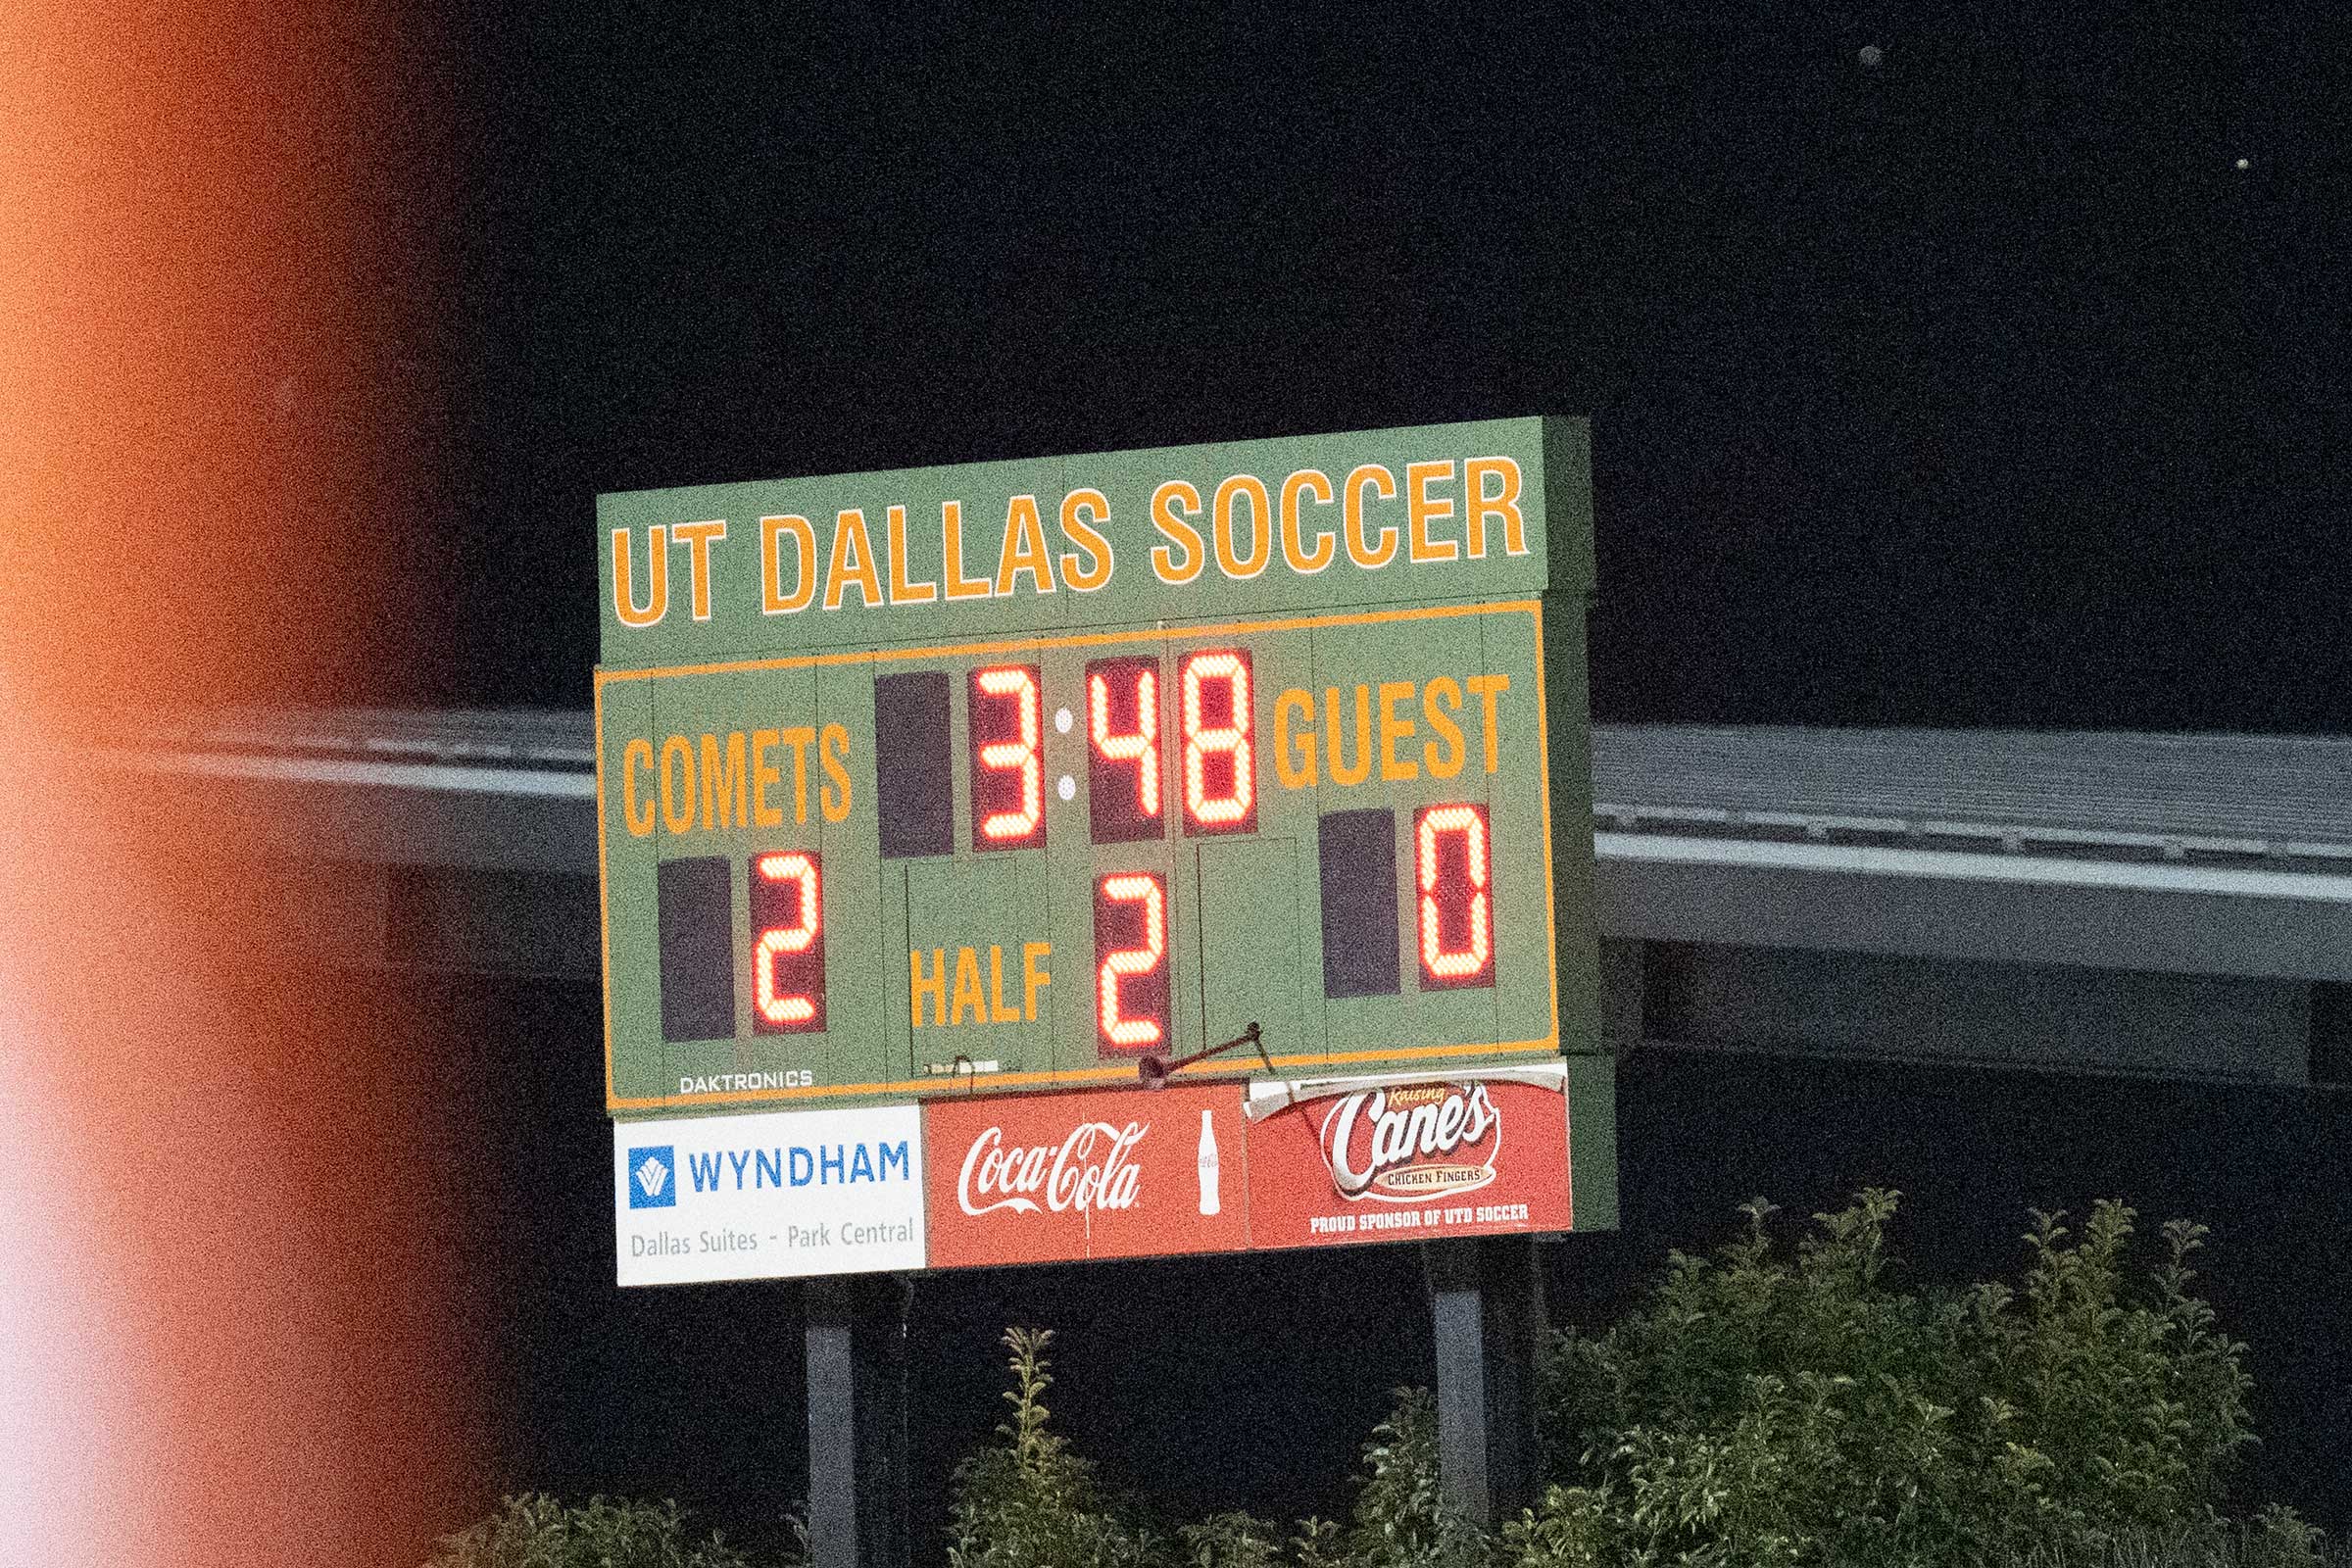 UT DALLAS SOCCER
COMETS
3:48
GUEST
2
HALF
2
0
DAKTRONICS
WYNDHAM
Dallas Suites - Park Central
Coca-Cola
Raising
Cane's
CHICKEN FINGERS
PROUD SPONSOR OF UTD SOCCER